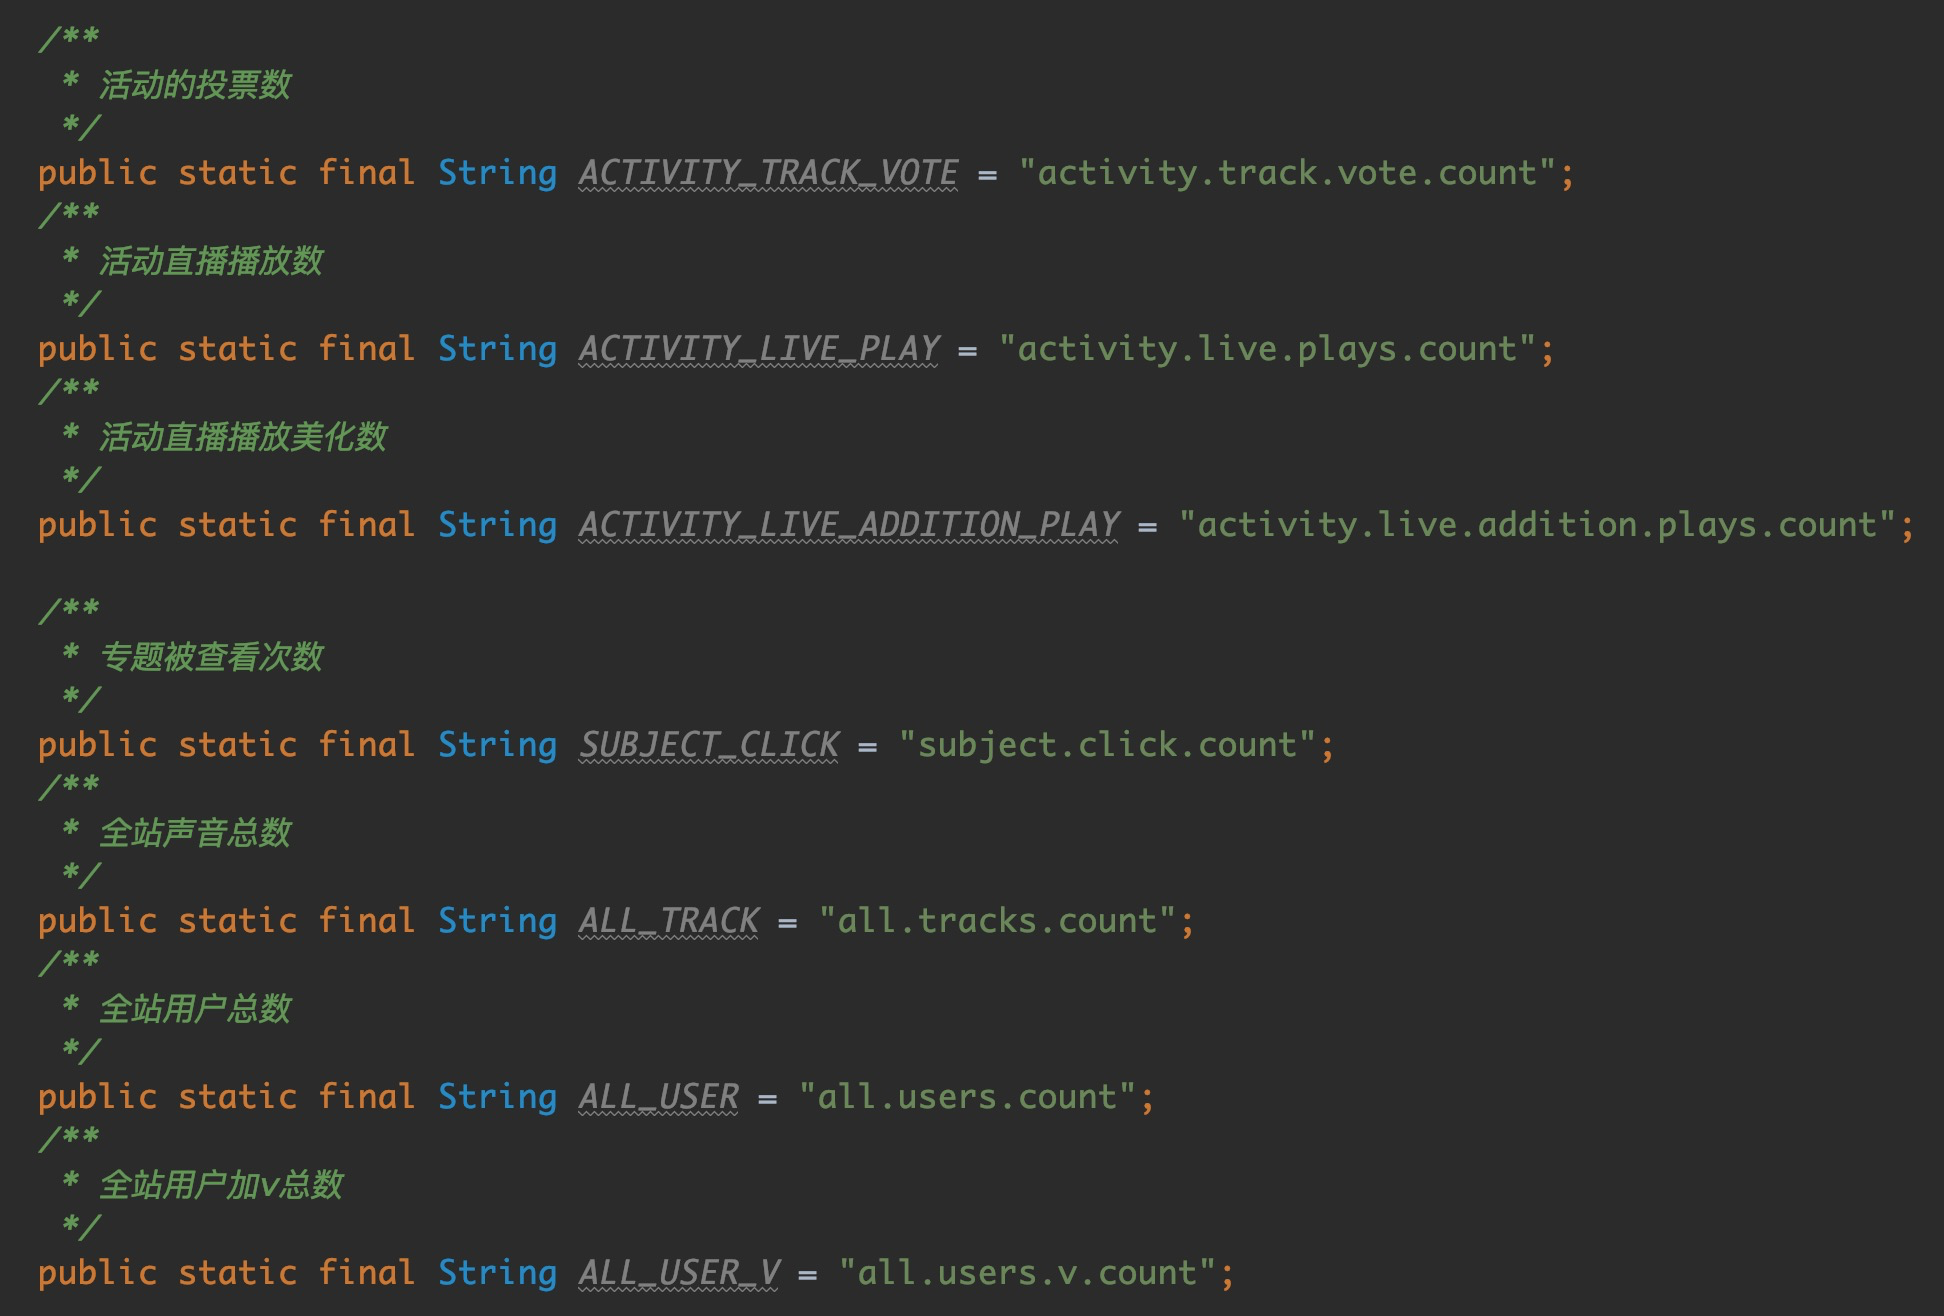 /**
 * 活动的投票数
 */
public static final String ACTIVITY_TRACK_VOTE = "activity.track.vote.count";
/**
 * 活动直播播放数
 */
public static final String ACTIVITY_LIVE_PLAY = "activity.live.plays.count";
/**
 * 活动直播播放美化数
 */
public static final String ACTIVITY_LIVE_ADDITION_PLAY = "activity.live.addition.plays.count";

/**
 * 专题被查看次数
 */
public static final String SUBJECT_CLICK = "subject.click.count";
/**
 * 全站声音总数
 */
public static final String ALL_TRACK = "all.tracks.count";
/**
 * 全站用户总数
 */
public static final String ALL_USER = "all.users.count";
/**
 * 全站用户加v总数
 */
public static final String ALL_USER_V = "all.users.v.count";